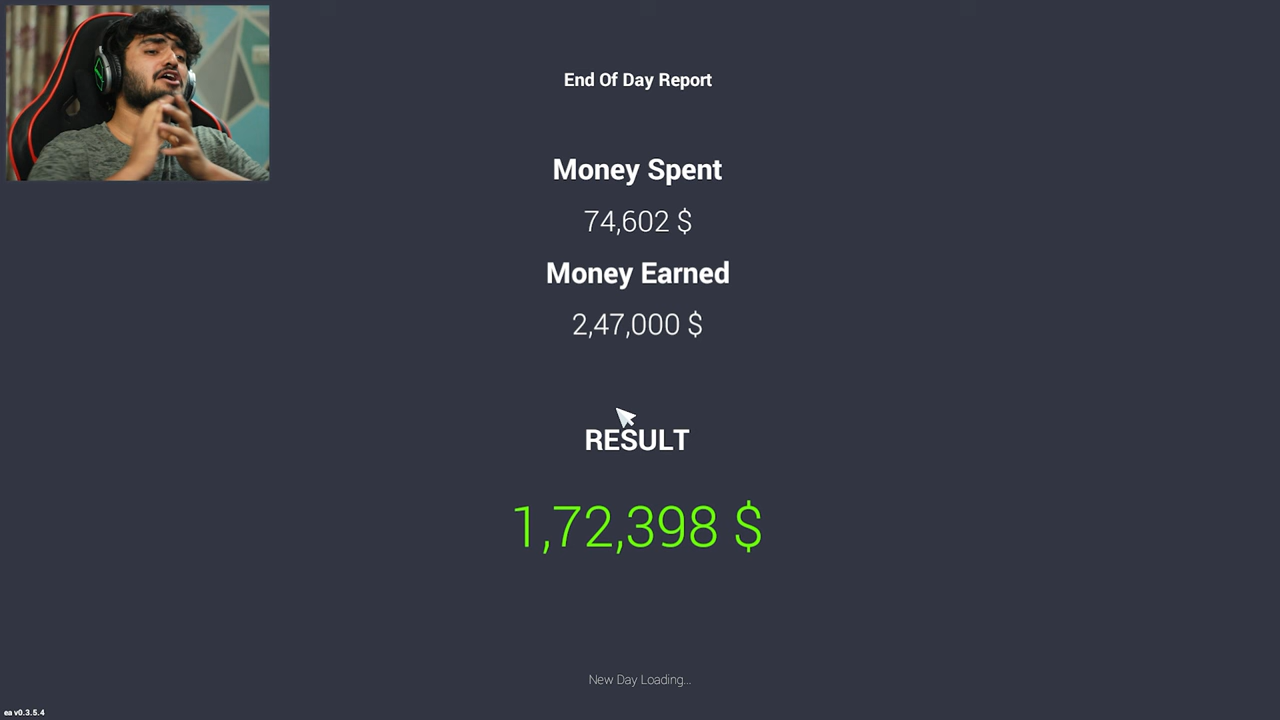 End Of Day Report
Money Spent
74,602 $
Money Earned
2,47,000 $
RESULT
1,72,398 $
New Day Loading...
ea v0.3.5.4